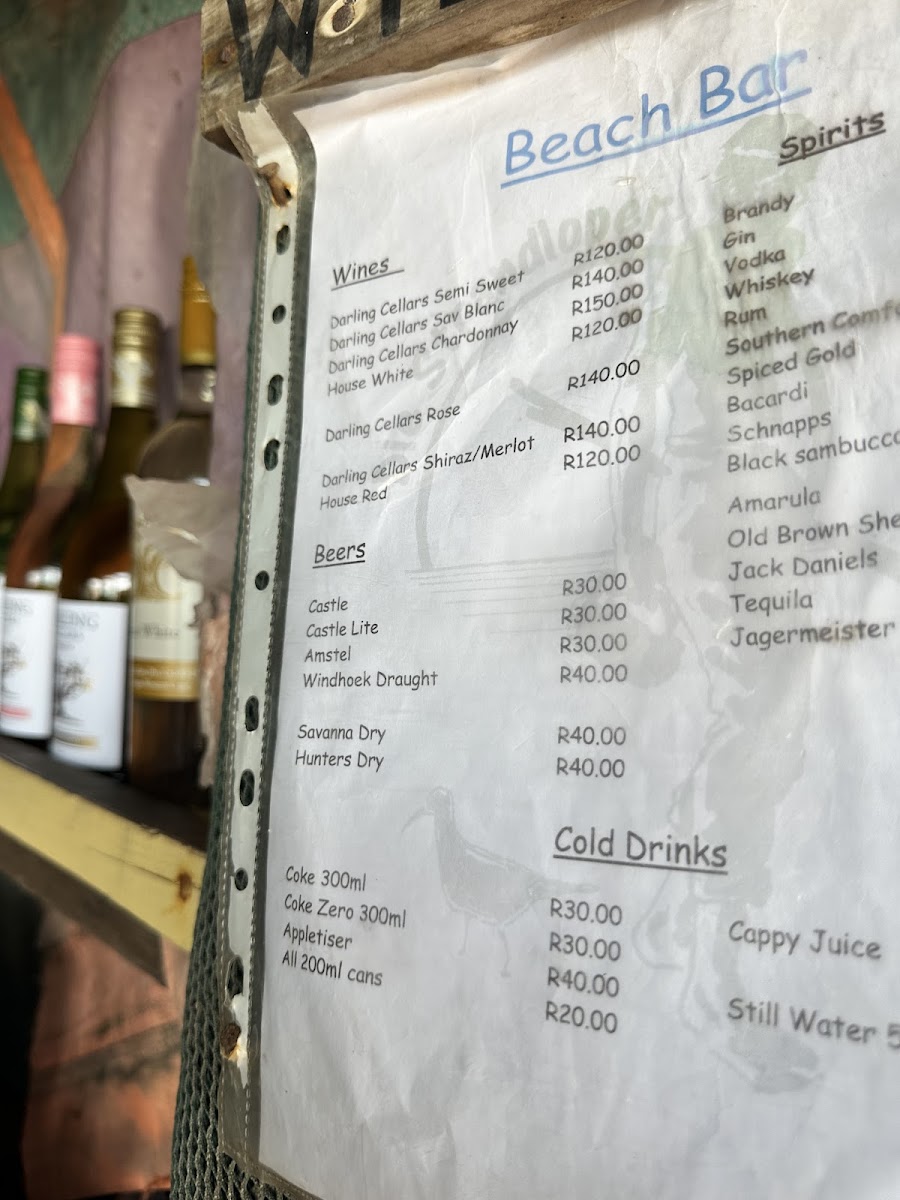 Beach Bar
Wines
Darling Cellars Semi Sweet R120.00
Darling Cellars Sav Blanc R140.00
Darling Cellars Chardonnay R150.00
House White R120.00
Darling Cellars Rose R140.00
Darling Cellars Shiraz/Merlot R140.00
House Red R120.00
Beers
Castle R30.00
Castle Lite R30.00
Amstel R30.00
Windhoek Draught R40.00
Savanna Dry R40.00
Hunters Dry R40.00
Spirits
Brandy
Gin
Vodka
Whiskey
Rum
Southern
Spiced Gold
Bacardi
Schnapps
Black
Amarula
Old Brown
Jack Daniels
Tequila
Jagermeister
Cold Drinks
Coke 300ml R30.00
Coke Zero 300ml R30.00
Appletiser R40.00
All 200ml cans R20.00
Cappy Juice
Still Water